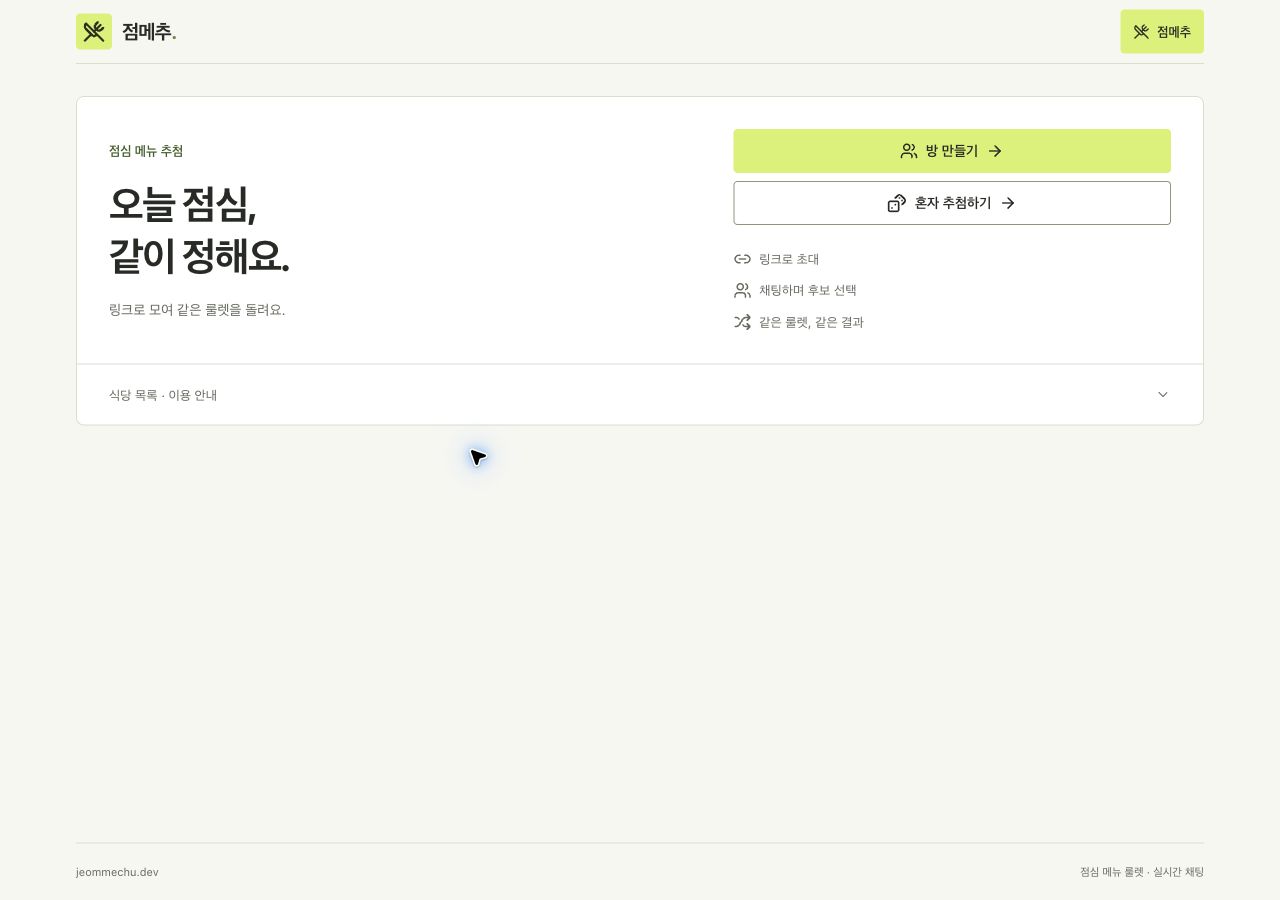 점메추.
점메추
점심 메뉴 추첨
오늘 점심,
같이 정해요.
링크로 모여 같은 룰렛을 돌려요.
방 만들기
혼자 추첨하기
링크로 초대
채팅하며 후보 선택
같은 룰렛, 같은 결과
식당 목록 · 이용 안내
jeommechu.dev
점심 메뉴 룰렛 · 실시간 채팅